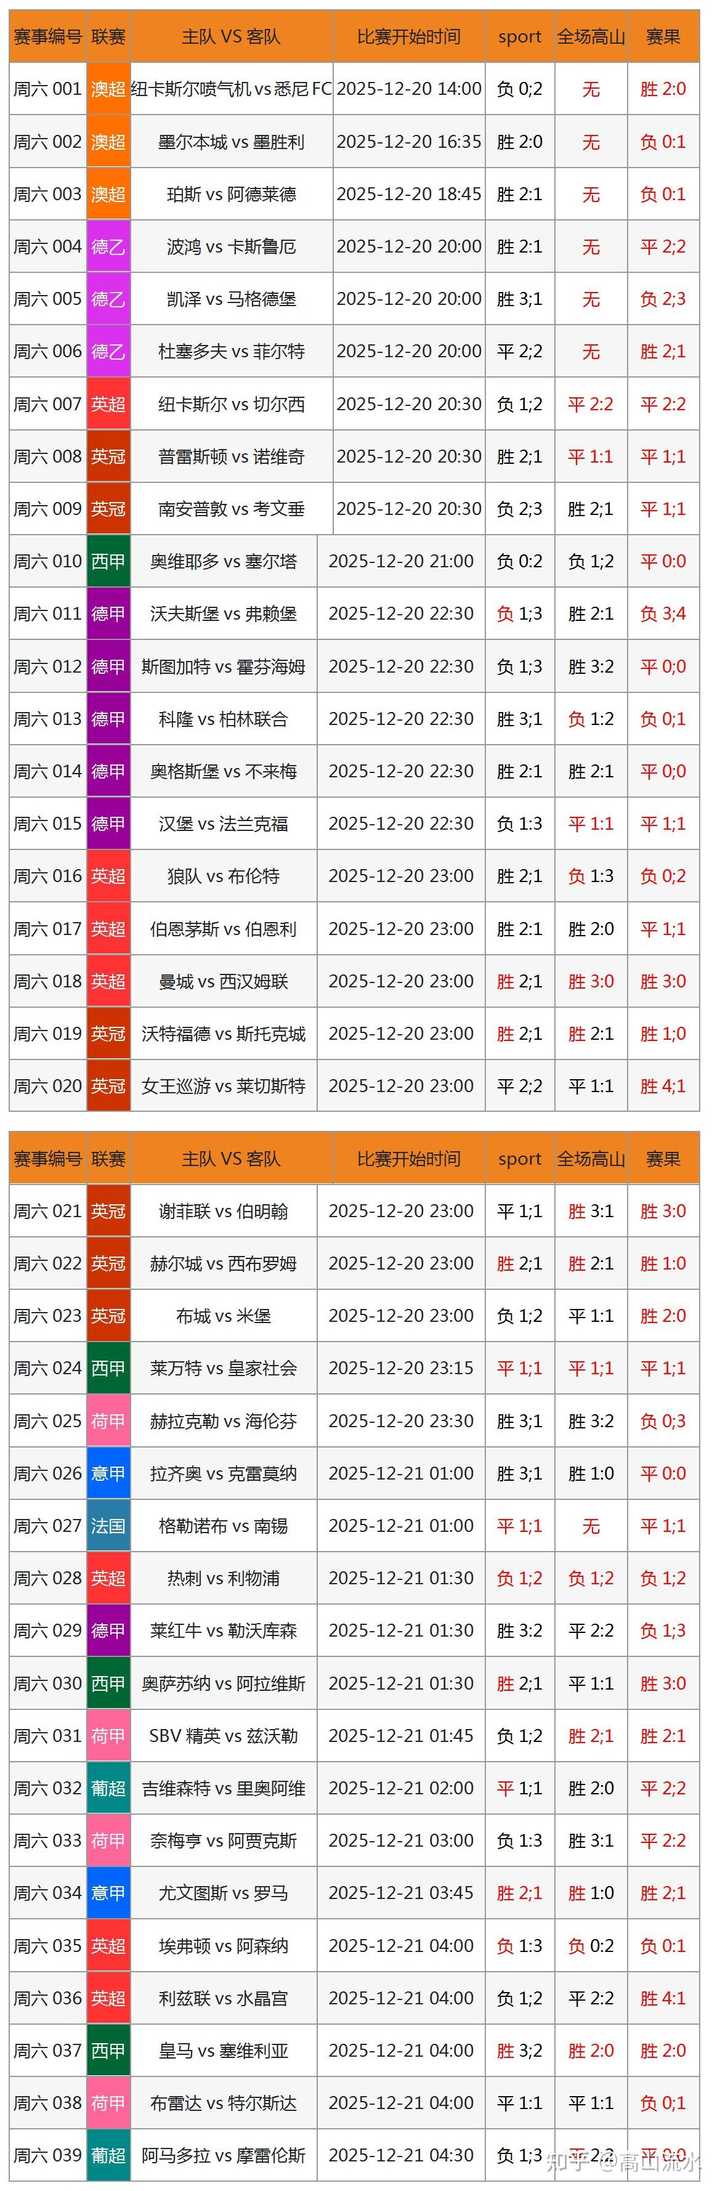 赛事编号 联赛 主队 VS 客队 比赛开始时间 sport 全场高山 赛果
周六 001 澳超 纽卡斯尔喷气机 vs 悉尼 FC 2025-12-20 14:00 负 0;2 无 胜 2:0
周六 002 澳超 墨尔本城 vs 墨胜利 2025-12-20 16:35 胜 2:0 无 负 0:1
周六 003 澳超 珀斯 vs 阿德莱德 2025-12-20 18:45 胜 2:1 无 负 0:1
周六 004 德乙 波鸿 vs 卡斯鲁厄 2025-12-20 20:00 胜 2:1 无 平 2;2
周六 005 德乙 凯泽 vs 马格德堡 2025-12-20 20:00 胜 3;1 无 负 2;3
周六 006 德乙 杜塞多夫 vs 菲尔特 2025-12-20 20:00 平 2;2 无 胜 2;1
周六 007 英超 纽卡斯尔 vs 切尔西 2025-12-20 20:30 负 1;2 平 2:2 平 2:2
周六 008 英冠 普雷斯顿 vs 诺维奇 2025-12-20 20:30 胜 2;1 平 1:1 平 1;1
周六 009 英冠 南安普敦 vs 考文垂 2025-12-20 20:30 负 2;3 胜 2;1 平 1;1
周六 010 西甲 奥维耶多 vs 塞尔塔 2025-12-20 21:00 负 0:2 负 1;2 平 0:0
周六 011 德甲 沃夫斯堡 vs 弗赖堡 2025-12-20 22:30 负 1;3 胜 2:1 负 3;4
周六 012 德甲 斯图加特 vs 霍芬海姆 2025-12-20 22:30 负 1;3 胜 3:2 平 0;0
周六 013 德甲 科隆 vs 柏林联合 2025-12-20 22:30 胜 3;1 负 1:2 负 0;1
周六 014 德甲 奥格斯堡 vs 不来梅 2025-12-20 22:30 胜 2:1 胜 2:1 平 0;0
周六 015 德甲 汉堡 vs 法兰克福 2025-12-20 22:30 负 1:3 平 1:1 平 1;1
周六 016 英超 狼队 vs 布伦特 2025-12-20 23:00 胜 2;1 负 1:3 负 0;2
周六 017 英超 伯恩茅斯 vs 伯恩利 2025-12-20 23:00 胜 2:1 胜 2:0 平 1;1
周六 018 英超 曼城 vs 西汉姆联 2025-12-20 23:00 胜 2;1 胜 3:0 胜 3:0
周六 019 英冠 沃特福德 vs 斯托克城 2025-12-20 23:00 胜 2;1 胜 2:1 胜 1;0
周六 020 英冠 女王巡游 vs 莱切斯特 2025-12-20 23:00 平 2;2 平 1:1 胜 4;1
赛事编号 联赛 主队 VS 客队 比赛开始时间 sport 全场高山 赛果
周六 021 英冠 谢菲联 vs 伯明翰 2025-12-20 23:00 平 1;1 胜 3:1 胜 3:0
周六 022 英冠 赫尔城 vs 西布罗姆 2025-12-20 23:00 胜 2;1 胜 2:1 胜 1:0
周六 023 英冠 布城 vs 米堡 2025-12-20 23:00 负 1;2 平 1:1 胜 2:0
周六 024 西甲 莱万特 vs 皇家社会 2025-12-20 23:15 平 1;1 平 1;1 平 1;1
周六 025 荷甲 赫拉克勒 vs 海伦芬 2025-12-20 23:30 胜 3;1 胜 3:2 负 0;3
周六 026 意甲 拉齐奥 vs 克雷莫纳 2025-12-21 01:00 胜 3;1 胜 1:0 平 0:0
周六 027 法国 格勒诺布 vs 南锡 2025-12-21 01:00 平 1;1 无 平 1;1
周六 028 英超 热刺 vs 利物浦 2025-12-21 01:30 负 1;2 负 1;2 负 1;2
周六 029 德甲 莱红牛 vs 勒沃库森 2025-12-21 01:30 胜 3:2 平 2:2 负 1;3
周六 030 西甲 奥萨苏纳 vs 阿拉维斯 2025-12-21 01:30 胜 2;1 平 1:1 胜 3:0
周六 031 荷甲 SBV 精英 vs 兹沃勒 2025-12-21 01:45 负 1;2 胜 2;1 胜 2:1
周六 032 葡超 吉维森特 vs 里奥阿维 2025-12-21 02:00 平 1;1 胜 2:0 平 2;2
周六 033 荷甲 奈梅亨 vs 阿贾克斯 2025-12-21 03:00 负 1:3 胜 3:1 平 2:2
周六 034 意甲 尤文图斯 vs 罗马 2025-12-21 03:45 胜 2;1 胜 1:0 胜 2;1
周六 035 英超 埃弗顿 vs 阿森纳 2025-12-21 04:00 负 1:3 负 0:2 负 0:1
周六 036 英超 利兹联 vs 水晶宫 2025-12-21 04:00 负 1;2 平 2:2 胜 4:1
周六 037 西甲 皇马 vs 塞维利亚 2025-12-21 04:00 胜 3;2 胜 2:0 胜 2:0
周六 038 荷甲 布雷达 vs 特尔斯达 2025-12-21 04:00 平 1:1 平 1:1 负 0;1
周六 039 葡超 阿马多拉 vs 摩雷伦斯 2025-12-21 04:30 负 1;3 平 2:2 平 0:0
知乎 @高山流水